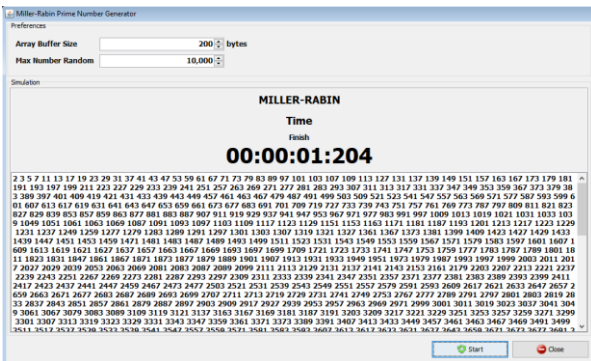 Miller-Rabin Prime Number Generator
Preferences
Array Buffer Size 200 bytes
Max Number Random 10,000
Simulation
MILLER-RABIN
Time
Finish
00:00:01:204
2 3 5 7 11 13 17 19 23 29 31 37 41 43 47 53 59 61 67 71 73 79 83 89 97 101 103 107 109 113 127 131 137 139 149 151 157 163 167 173 179 181
191 193 197 199 211 223 227 229 233 239 241 251 257 263 269 271 277 281 283 293 307 311 313 317 331 337 347 349 353 359 367 373 379 38
3 389 397 401 409 419 421 431 433 439 443 449 457 461 463 467 479 487 491 499 503 509 521 523 541 547 557 563 569 571 577 587 593 599 6
01 607 613 617 619 631 641 643 647 653 659 661 673 677 683 691 701 709 719 727 733 739 743 751 757 761 769 773 787 797 809 811 821 823
827 829 839 853 857 859 863 877 881 883 887 907 911 919 929 937 941 947 953 967 971 977 983 991 997 1009 1013 1019 1021 1031 1033 103
9 1049 1051 1061 1063 1069 1087 1091 1093 1097 1103 1109 1117 1123 1129 1151 1153 1163 1171 1181 1187 1193 1201 1213 1217 1223 1229
1231 1237 1249 1259 1277 1279 1283 1289 1291 1297 1301 1303 1307 1319 1321 1327 1361 1367 1373 1381 1399 1409 1423 1427 1429 1433
1439 1447 1451 1453 1459 1471 1481 1483 1487 1489 1493 1499 1511 1523 1531 1543 1549 1553 1559 1567 1571 1579 1583 1597 1601 1607 1
609 1613 1619 1621 1627 1637 1657 1663 1667 1669 1693 1697 1699 1709 1721 1723 1733 1741 1747 1753 1759 1777 1783 1787 1789 1801 18
11 1823 1831 1847 1861 1867 1871 1873 1877 1879 1889 1901 1907 1913 1931 1933 1949 1951 1973 1979 1987 1993 1997 1999 2003 2011 201
7 2027 2029 2039 2053 2063 2069 2081 2083 2087 2089 2099 2111 2113 2129 2131 2137 2141 2143 2153 2161 2179 2203 2207 2213 2221 2237
2239 2243 2251 2267 2269 2273 2281 2287 2293 2297 2309 2311 2333 2339 2341 2347 2351 2357 2371 2377 2381 2383 2389 2393 2399 2411
2417 2423 2437 2441 2447 2459 2467 2473 2477 2503 2521 2531 2539 2543 2549 2551 2557 2579 2591 2593 2609 2617 2621 2633 2647 2657 2
659 2663 2671 2677 2683 2687 2689 2693 2699 2707 2711 2713 2719 2729 2731 2741 2749 2753 2767 2777 2789 2791 2797 2801 2803 2819 28
33 2837 2843 2851 2857 2861 2879 2887 2897 2903 2909 2917 2927 2939 2953 2957 2963 2969 2971 2999 3001 3011 3019 3023 3037 3041 304
9 3061 3067 3079 3083 3089 3109 3119 3121 3137 3163 3167 3169 3181 3187 3191 3203 3209 3217 3221 3229 3251 3253 3257 3259 3271 3299
3301 3307 3313 3319 3323 3329 3331 3343 3347 3359 3361 3371 3373 3389 3391 3407 3413 3433 3449 3457 3461 3463 3467 3469 3491 3499
3511 3517 3527 3529 3533 3539 3541 3547 3557 3559 3571 3581 3583 3593 3607 3613 3617 3623 3631 3637 3643 3659 3671 3673 3677
Start Close